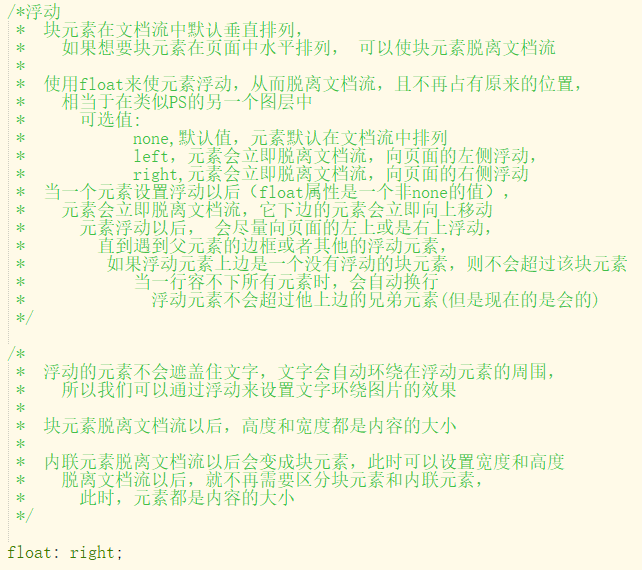 /*浮动
 *  块元素在文档流中默认垂直排列，
 *    如果想要块元素在页面中水平排列， 可以使块元素脱离文档流
 *
 *  使用float来使元素浮动，从而脱离文档流，且不再占有原来的位置，
 *    相当于在类似PS的另一个图层中
 *      可选值:
 *            none,默认值，元素默认在文档流中排列
 *            left，元素会立即脱离文档流，向页面的左侧浮动，
 *            right,元素会立即脱离文档流，向页面的右侧浮动
 *  当一个元素设置浮动以后（float属性是一个非none的值），
 *    元素会立即脱离文档流，它下边的元素会立即向上移动
 *      元素浮动以后， 会尽量向页面的左上或是右上浮动，
 *        直到遇到父元素的边框或者其他的浮动元素，
 *         如果浮动元素上边是一个没有浮动的块元素，则不会超过该块元素
 *            当一行容不下所有元素时，会自动换行
 *              浮动元素不会超过他上边的兄弟元素(但是现在的是会的)
 */
/*
 *  浮动的元素不会遮盖住文字，文字会自动环绕在浮动元素的周围，
 *    所以我们可以通过浮动来设置文字环绕图片的效果
 *
 *  块元素脱离文档流以后，高度和宽度都是内容的大小
 *
 *  内联元素脱离文档流以后会变成块元素，此时可以设置宽度和高度
 *    脱离文档流以后，就不再需要区分块元素和内联元素，
 *      此时，元素都是内容的大小
 */
float: right;